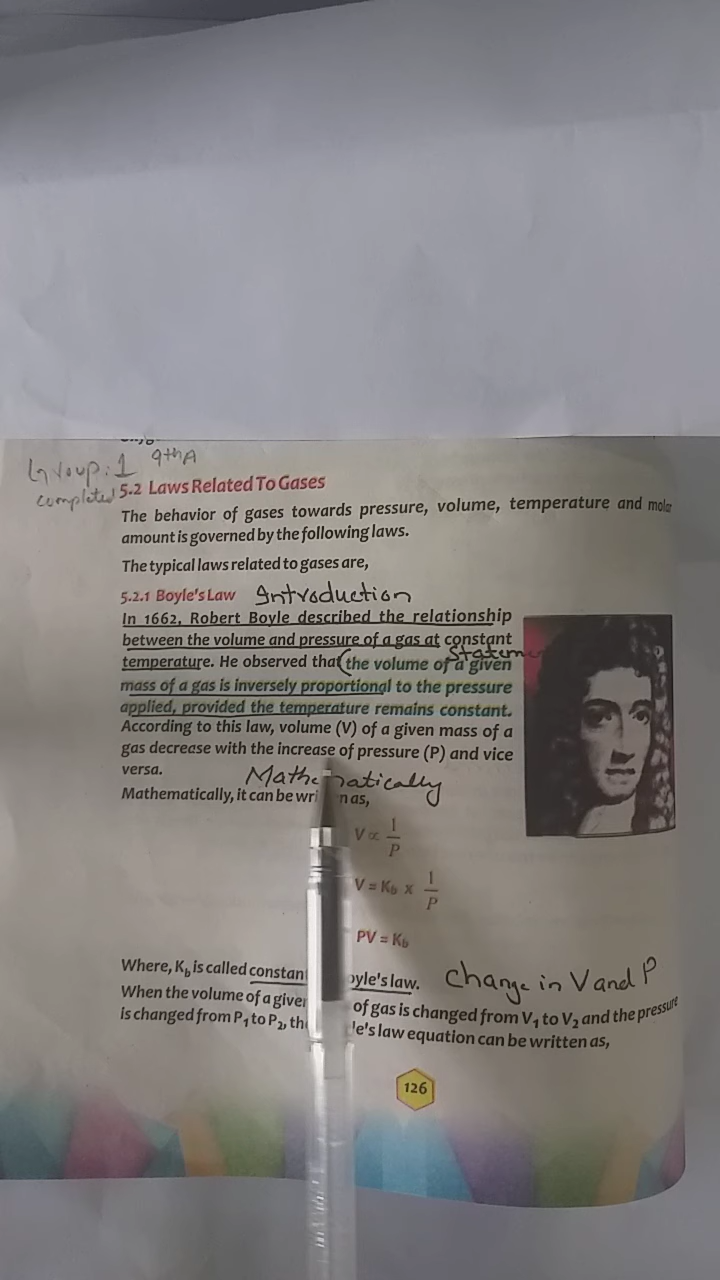 Group: 1 9thA
completed
5.2 Laws Related To Gases
The behavior of gases towards pressure, volume, temperature and molar
amount is governed by the following laws.
The typical laws related to gases are,
5.2.1 Boyle's Law Introduction
In 1662, Robert Boyle described the relationship
between the volume and pressure of a gas at constant
Statem
temperature. He observed that (the volume of a given
mass of a gas is inversely proportional to the pressure
applied, provided the temperature remains constant.
According to this law, volume (V) of a given mass of a
gas decrease with the increase of pressure (P) and vice
versa.
Mathematically
Mathematically, it can be wri n as,
V ∝ 1/P
V = K_b x 1/P
PV = K_b
Where, K_b is called constan oyle's law. Change in V and P
When the volume of a give of gas is changed from V₁ to V₂ and the pressure
is changed from P₁ to P₂, th le's law equation can be written as,
126